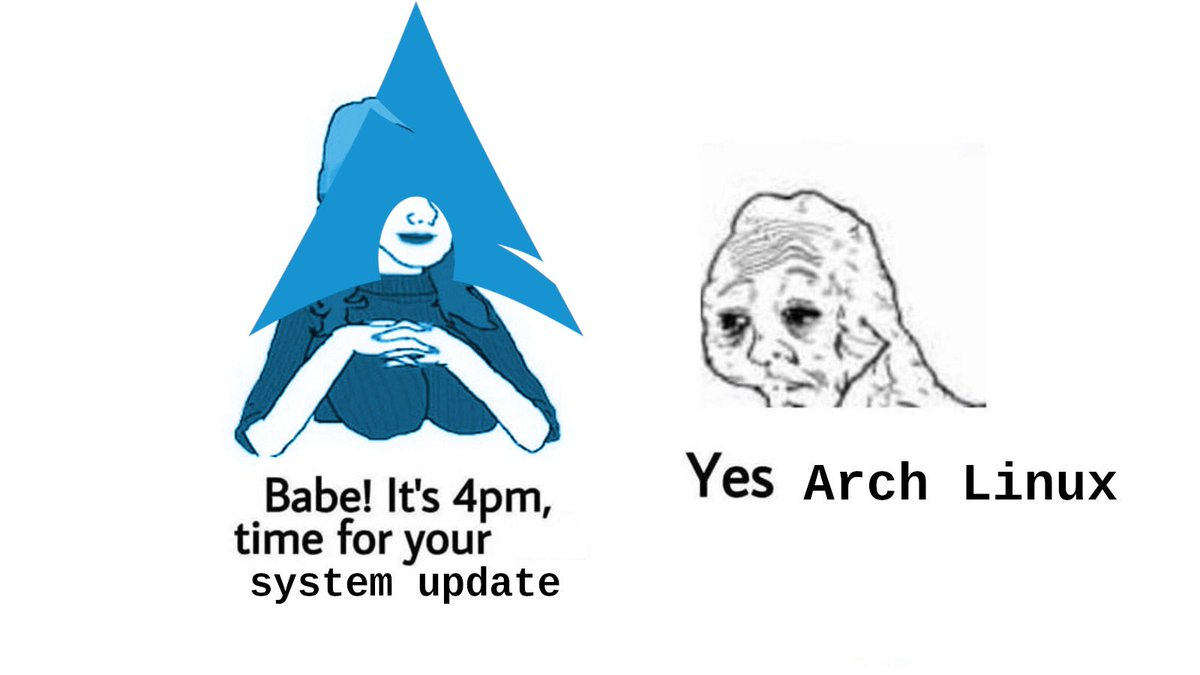 Babe! It's 4pm,
time for your
system update
Yes Arch Linux